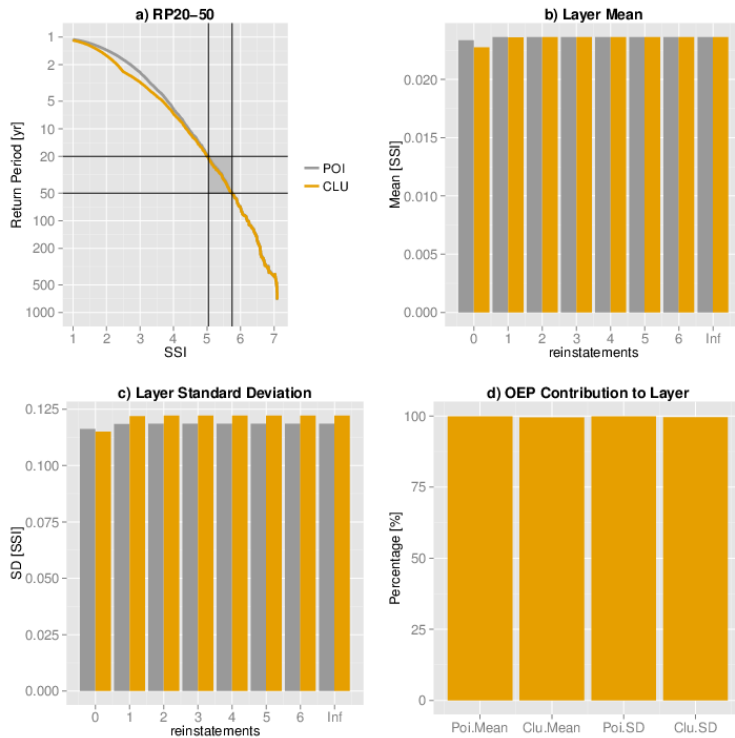 a) RP20–50
Return Period [yr]
1
2
5
10
20
50
100
200
500
1000
1 2 3 4 5 6 7
SSI
POI
CLU
b) Layer Mean
Mean [SSI]
0.020
0.015
0.010
0.005
0.000
0 1 2 3 4 5 6 Inf
reinstatements
c) Layer Standard Deviation
SD [SSI]
0.125
0.100
0.075
0.050
0.025
0.000
0 1 2 3 4 5 6 Inf
reinstatements
d) OEP Contribution to Layer
Percentage [%]
100
75
50
25
0
Poi.Mean Clu.Mean Poi.SD Clu.SD